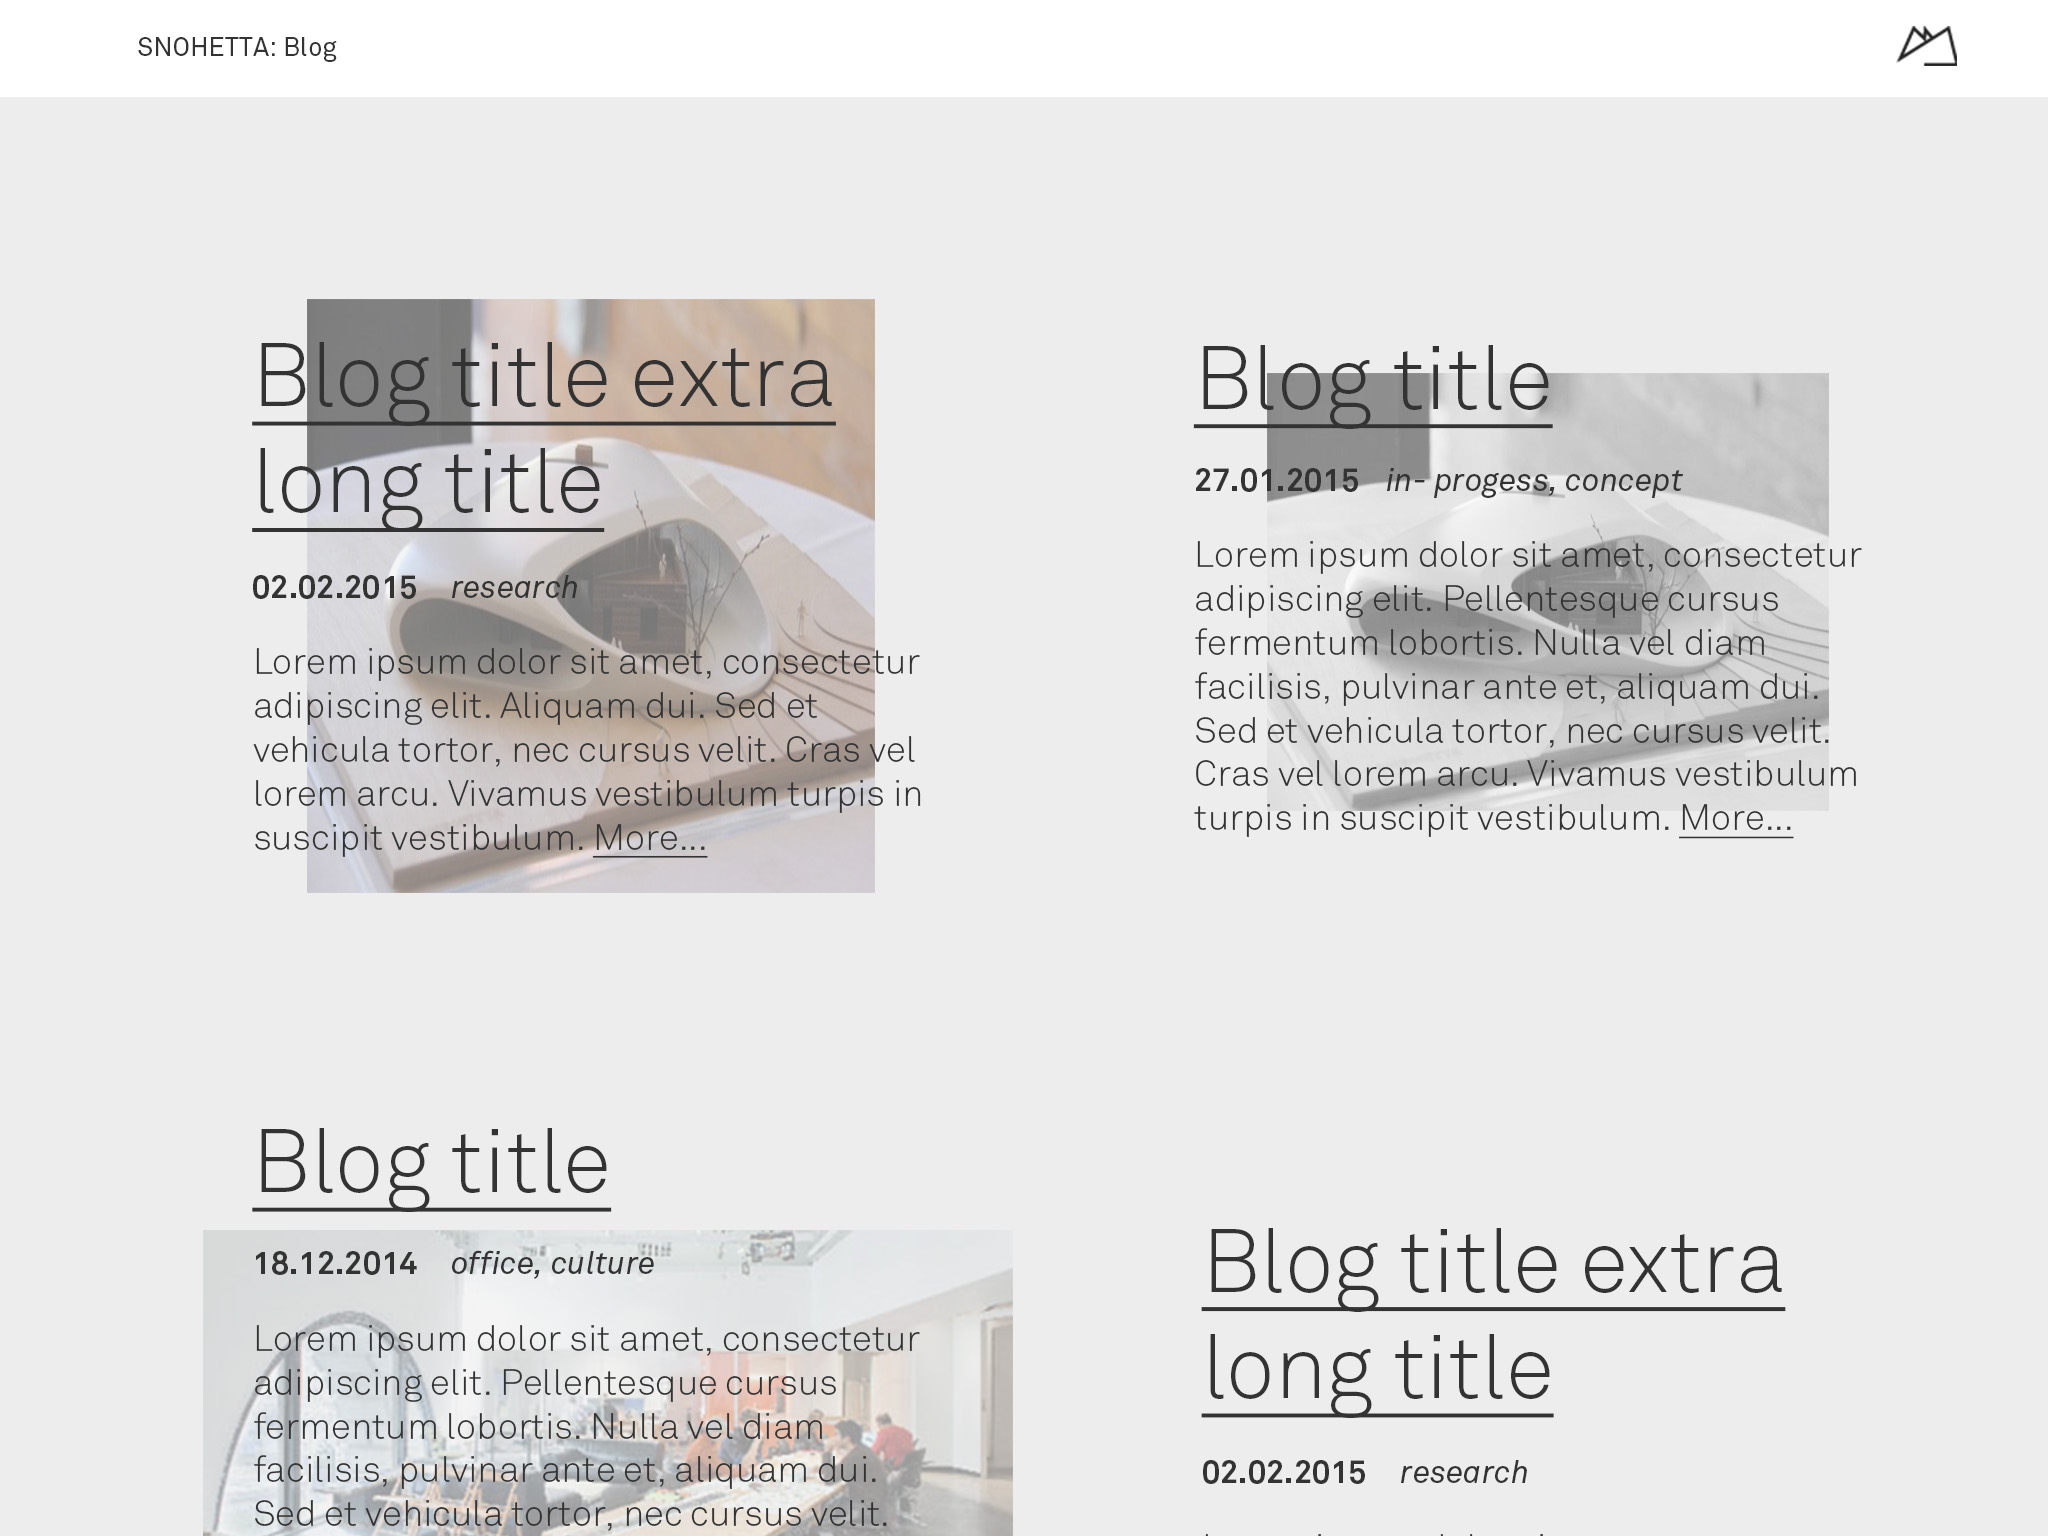 SNOHETTA: Blog
Blog title extra
long title
02.02.2015 research
Lorem ipsum dolor sit amet, consectetur
adipiscing elit. Aliquam dui. Sed et
vehicula tortor, nec cursus velit. Cras vel
lorem arcu. Vivamus vestibulum turpis in
suscipit vestibulum. More...
Blog title
27.01.2015 in- progess, concept
Lorem ipsum dolor sit amet, consectetur
adipiscing elit. Pellentesque cursus
fermentum lobortis. Nulla vel diam
facilisis, pulvinar ante et, aliquam dui.
Sed et vehicula tortor, nec cursus velit.
Cras vel lorem arcu. Vivamus vestibulum
turpis in suscipit vestibulum. More...
Blog title
18.12.2014 office, culture
Lorem ipsum dolor sit amet, consectetur
adipiscing elit. Pellentesque cursus
fermentum lobortis. Nulla vel diam
facilisis, pulvinar ante et, aliquam dui.
Sed et vehicula tortor, nec cursus velit.
Blog title extra
long title
02.02.2015 research